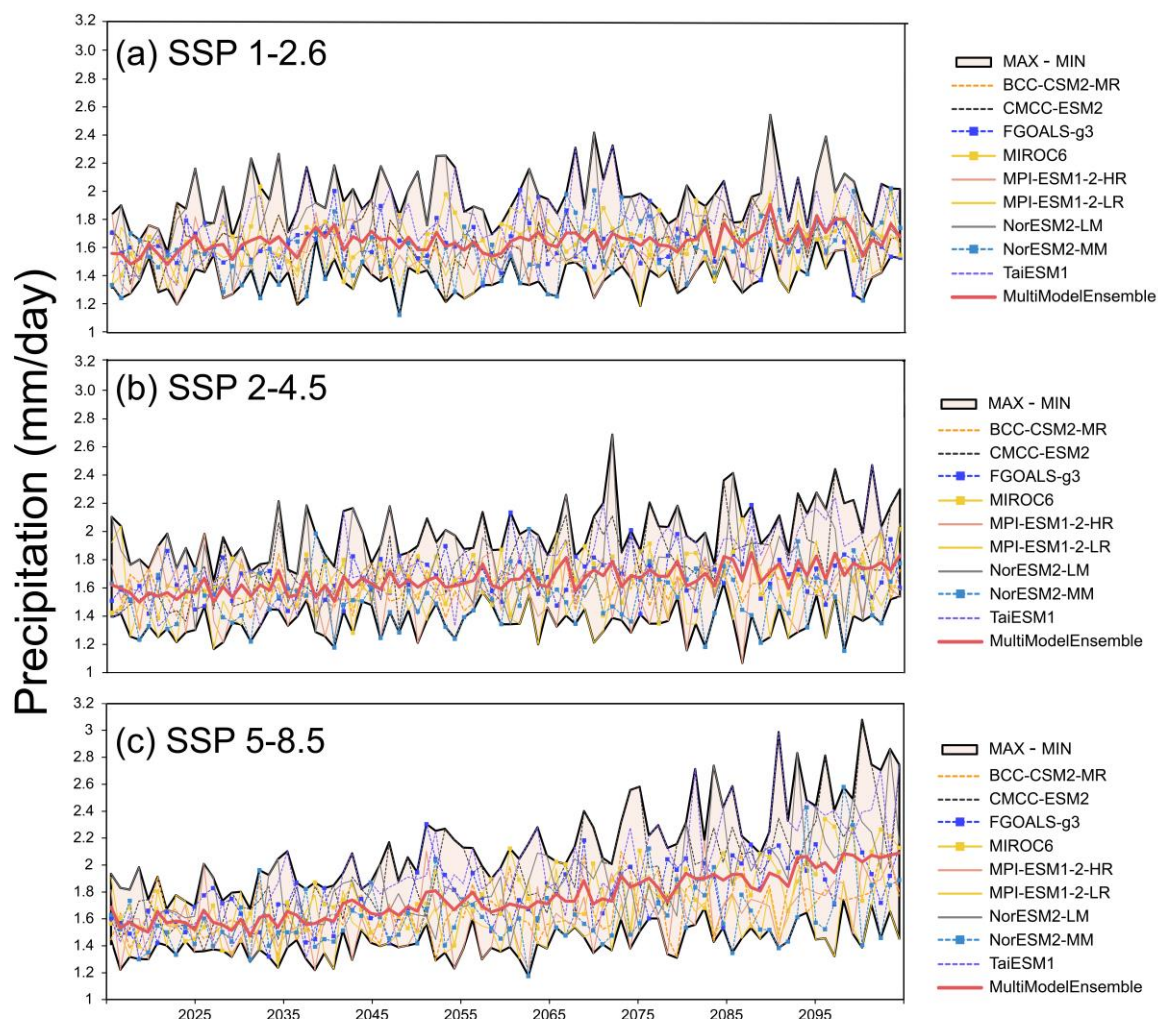 Precipitation (mm/day)
(a) SSP 1-2.6
3.2
3.0
2.8
2.6
2.4
2.2
2
1.8
1.6
1.4
1.2
1
MAX - MIN
BCC-CSM2-MR
CMCC-ESM2
FGOALS-g3
MIROC6
MPI-ESM1-2-HR
MPI-ESM1-2-LR
NorESM2-LM
NorESM2-MM
TaiESM1
MultiModelEnsemble
(b) SSP 2-4.5
3.2
3.0
2.8
2.6
2.4
2.2
2
1.8
1.6
1.4
1.2
1
MAX - MIN
BCC-CSM2-MR
CMCC-ESM2
FGOALS-g3
MIROC6
MPI-ESM1-2-HR
MPI-ESM1-2-LR
NorESM2-LM
NorESM2-MM
TaiESM1
MultiModelEnsemble
(c) SSP 5-8.5
3.2
3
2.8
2.6
2.4
2.2
2
1.8
1.6
1.4
1.2
1
MAX - MIN
BCC-CSM2-MR
CMCC-ESM2
FGOALS-g3
MIROC6
MPI-ESM1-2-HR
MPI-ESM1-2-LR
NorESM2-LM
NorESM2-MM
TaiESM1
MultiModelEnsemble
2025 2035 2045 2055 2065 2075 2085 2095